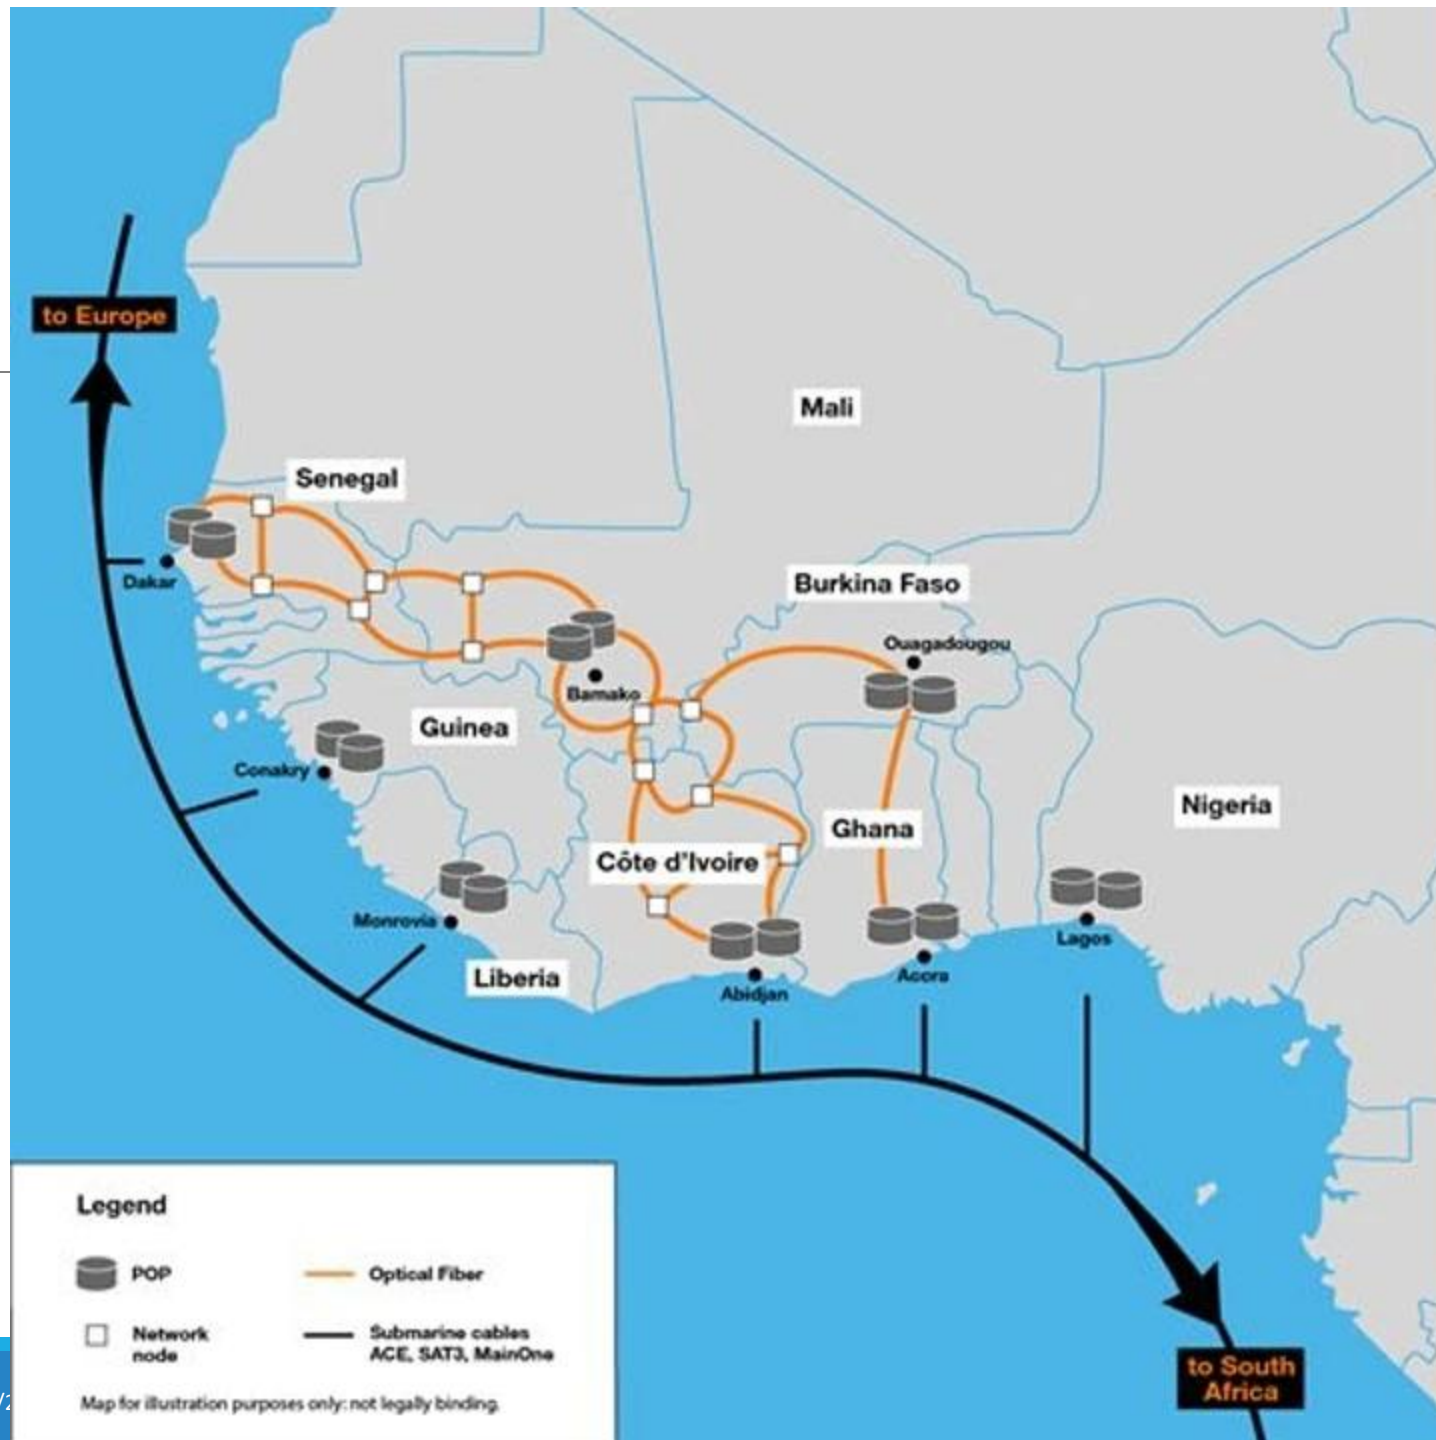 to Europe
Mali
Senegal
Dakar
Burkina Faso
Ouagadougou
Bamako
Guinea
Conakry
Nigeria
Ghana
Côte d'Ivoire
Monrovia
Lagos
Liberia
Accra
Abidjan
Legend
POP
Optical Fiber
Network
node
Submarine cables
ACE, SAT3, MainOne
Map for illustration purposes only: not legally binding.
to South
Africa